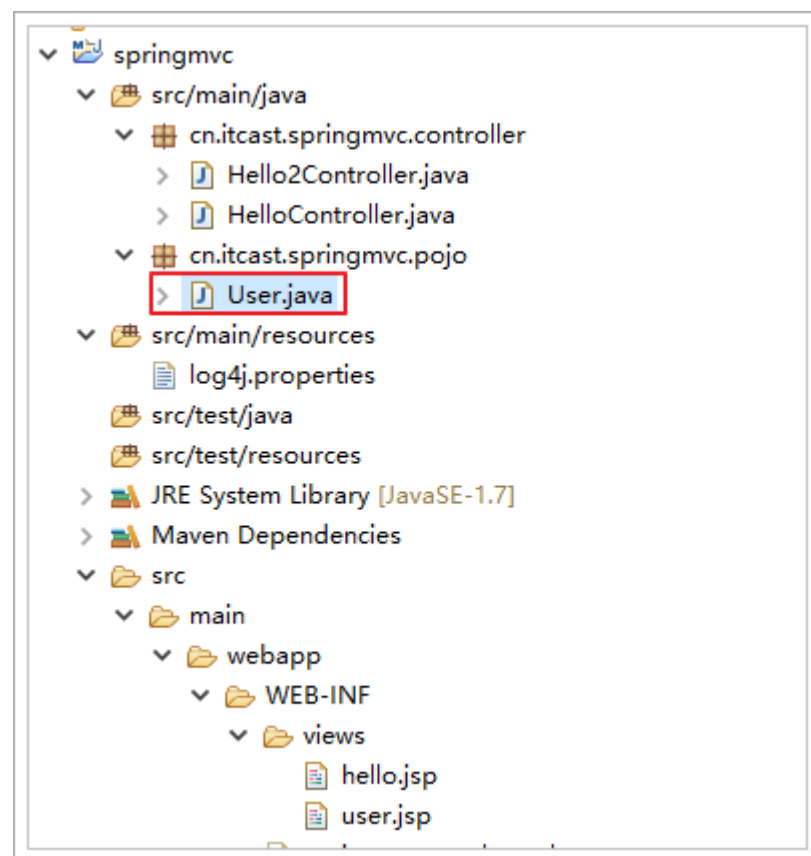 springmvc
src/main/java
cn.itcast.springmvc.controller
Hello2Controller.java
HelloController.java
cn.itcast.springmvc.pojo
User.java
src/main/resources
log4j.properties
src/test/java
src/test/resources
JRE System Library [JavaSE-1.7]
Maven Dependencies
src
main
webapp
WEB-INF
views
hello.jsp
user.jsp